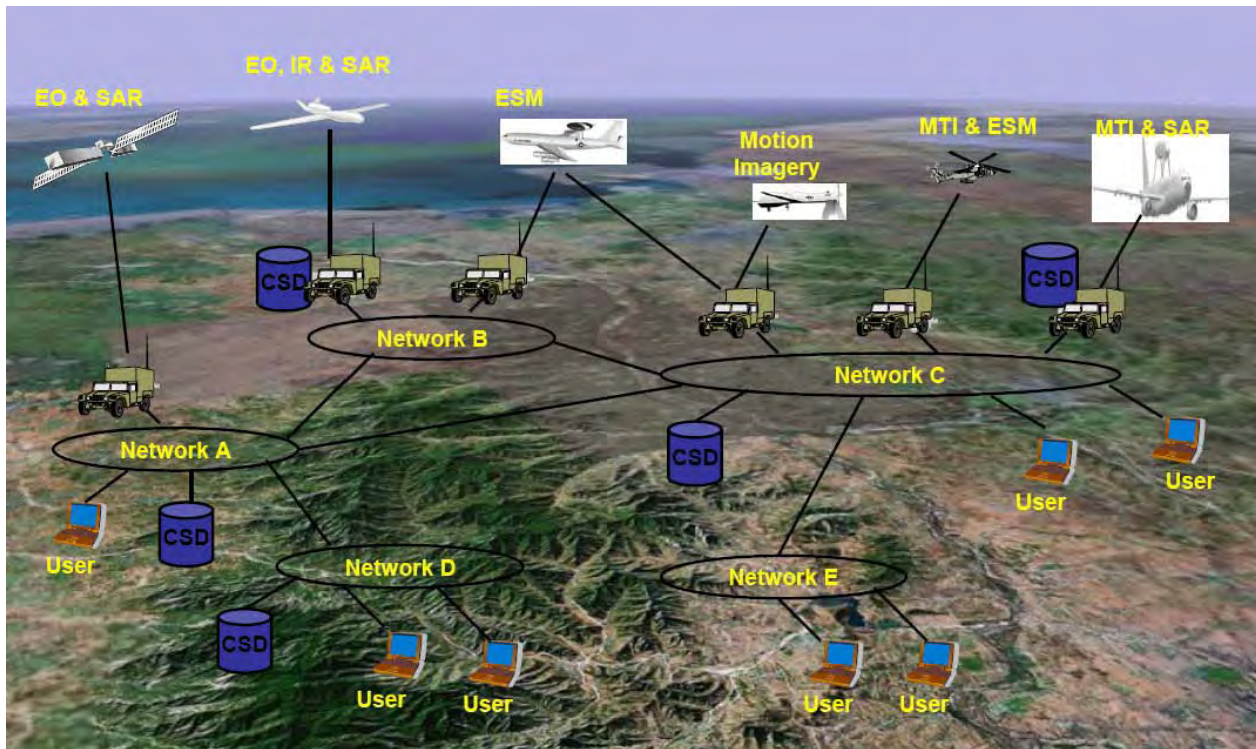 EO & SAR
EO, IR & SAR
ESM
Motion
Imagery
MTI & ESM
MTI & SAR
CSD
CSD
Network B
Network C
Network A
CSD
User
User
User
CSD
Network D
Network E
CSD
User
User
User
User